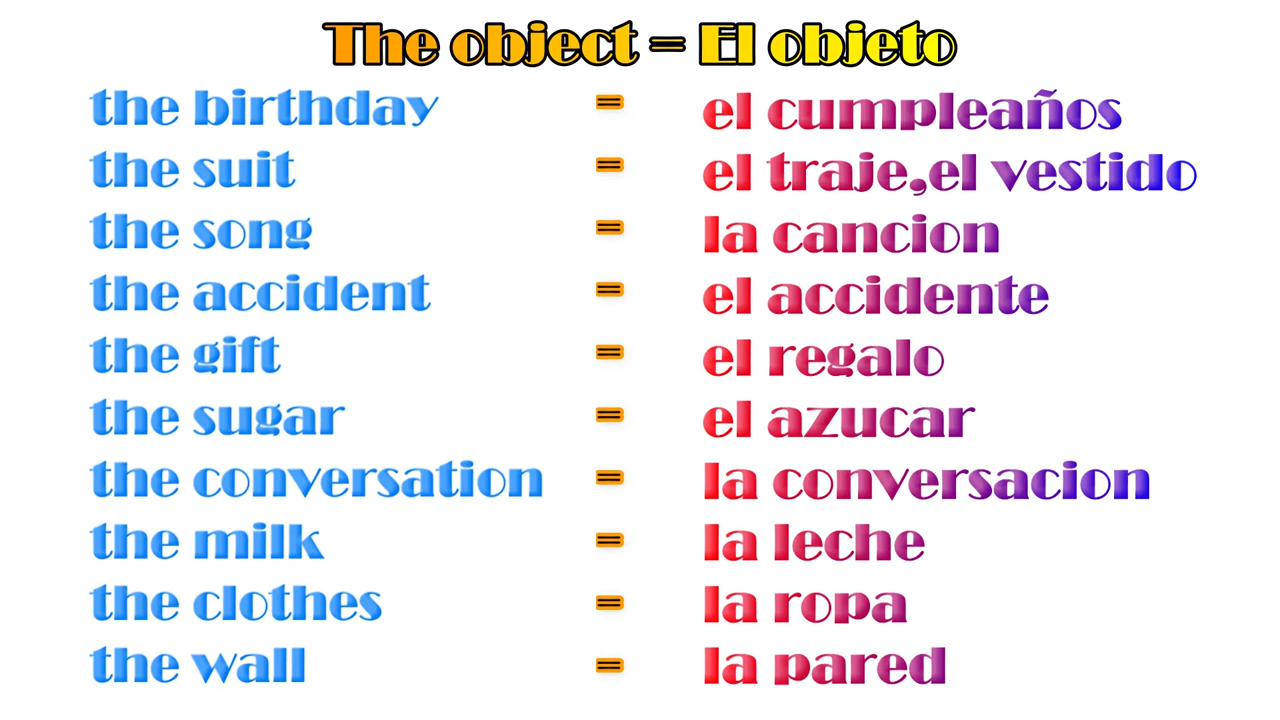 The object = El objeto
the birthday = el cumpleaños
the suit = el traje,el vestido
the song = la cancion
the accident = el accidente
the gift = el regalo
the sugar = el azucar
the conversation = la conversacion
the milk = la leche
the clothes = la ropa
the wall = la pared